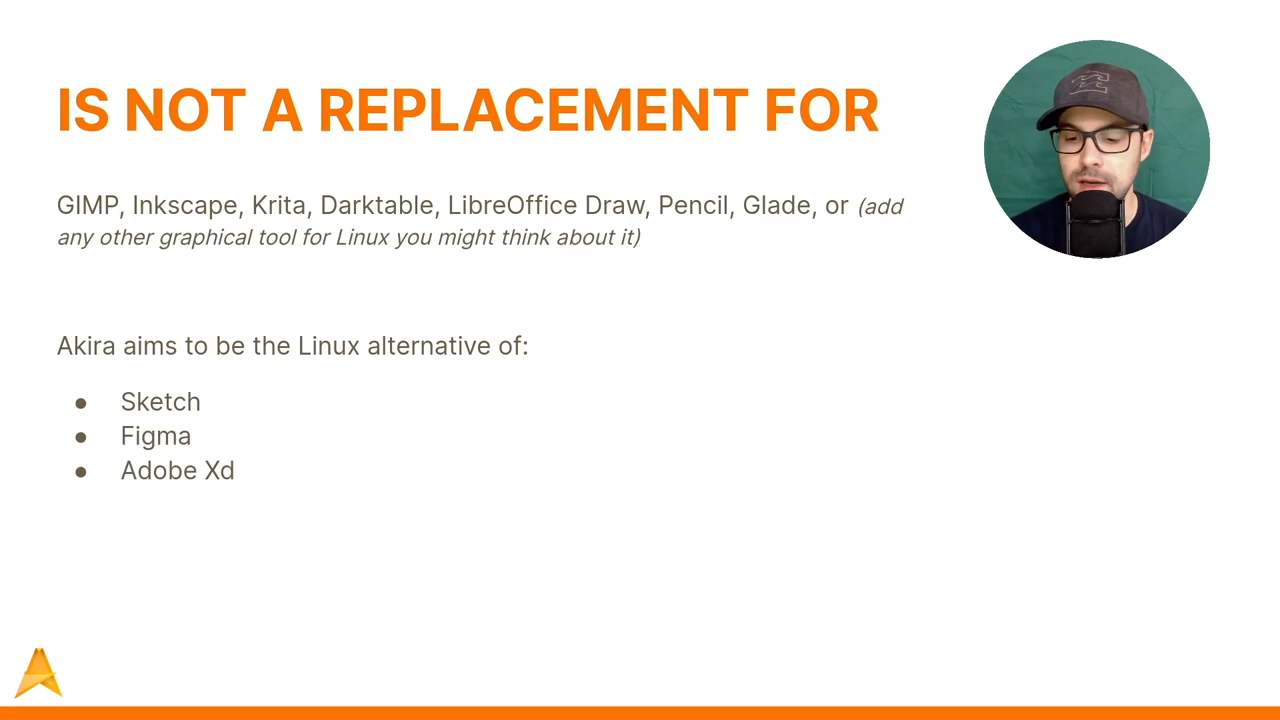 IS NOT A REPLACEMENT FOR
GIMP, Inkscape, Krita, Darktable, LibreOffice Draw, Pencil, Glade, or (add
any other graphical tool for Linux you might think about it)
Akira aims to be the Linux alternative of:
● Sketch
● Figma
● Adobe Xd